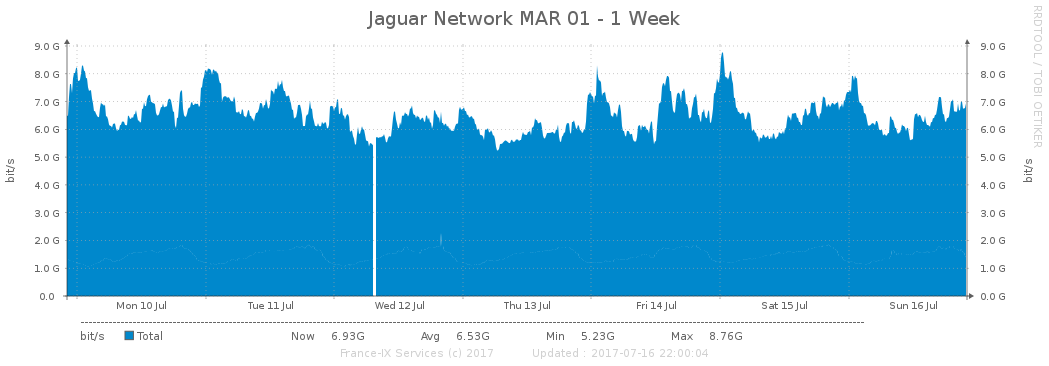 Jaguar Network MAR 01 - 1 Week
RRDTOOL / TOBI OETIKER
9.0 G 9.0 G
8.0 G 8.0 G
7.0 G 7.0 G
6.0 G 6.0 G
5.0 G 5.0 G
4.0 G 4.0 G
3.0 G 3.0 G
2.0 G 2.0 G
1.0 G 1.0 G
0.0 0.0 G
bit/s bit/s
Mon 10 Jul Tue 11 Jul Wed 12 Jul Thu 13 Jul Fri 14 Jul Sat 15 Jul Sun 16 Jul
bit/s Total Now 6.93G Avg 6.53G Min 5.23G Max 8.76G
France-IX Services (c) 2017 Updated : 2017-07-16 22:00:04